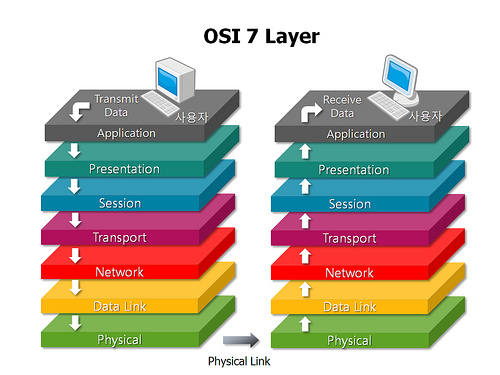 OSI 7 Layer
Transmit
Data
사용자
Application
Presentation
Session
Transport
Network
Data Link
Physical
Receive
Data
사용자
Application
Presentation
Session
Transport
Network
Data Link
Physical
Physical Link